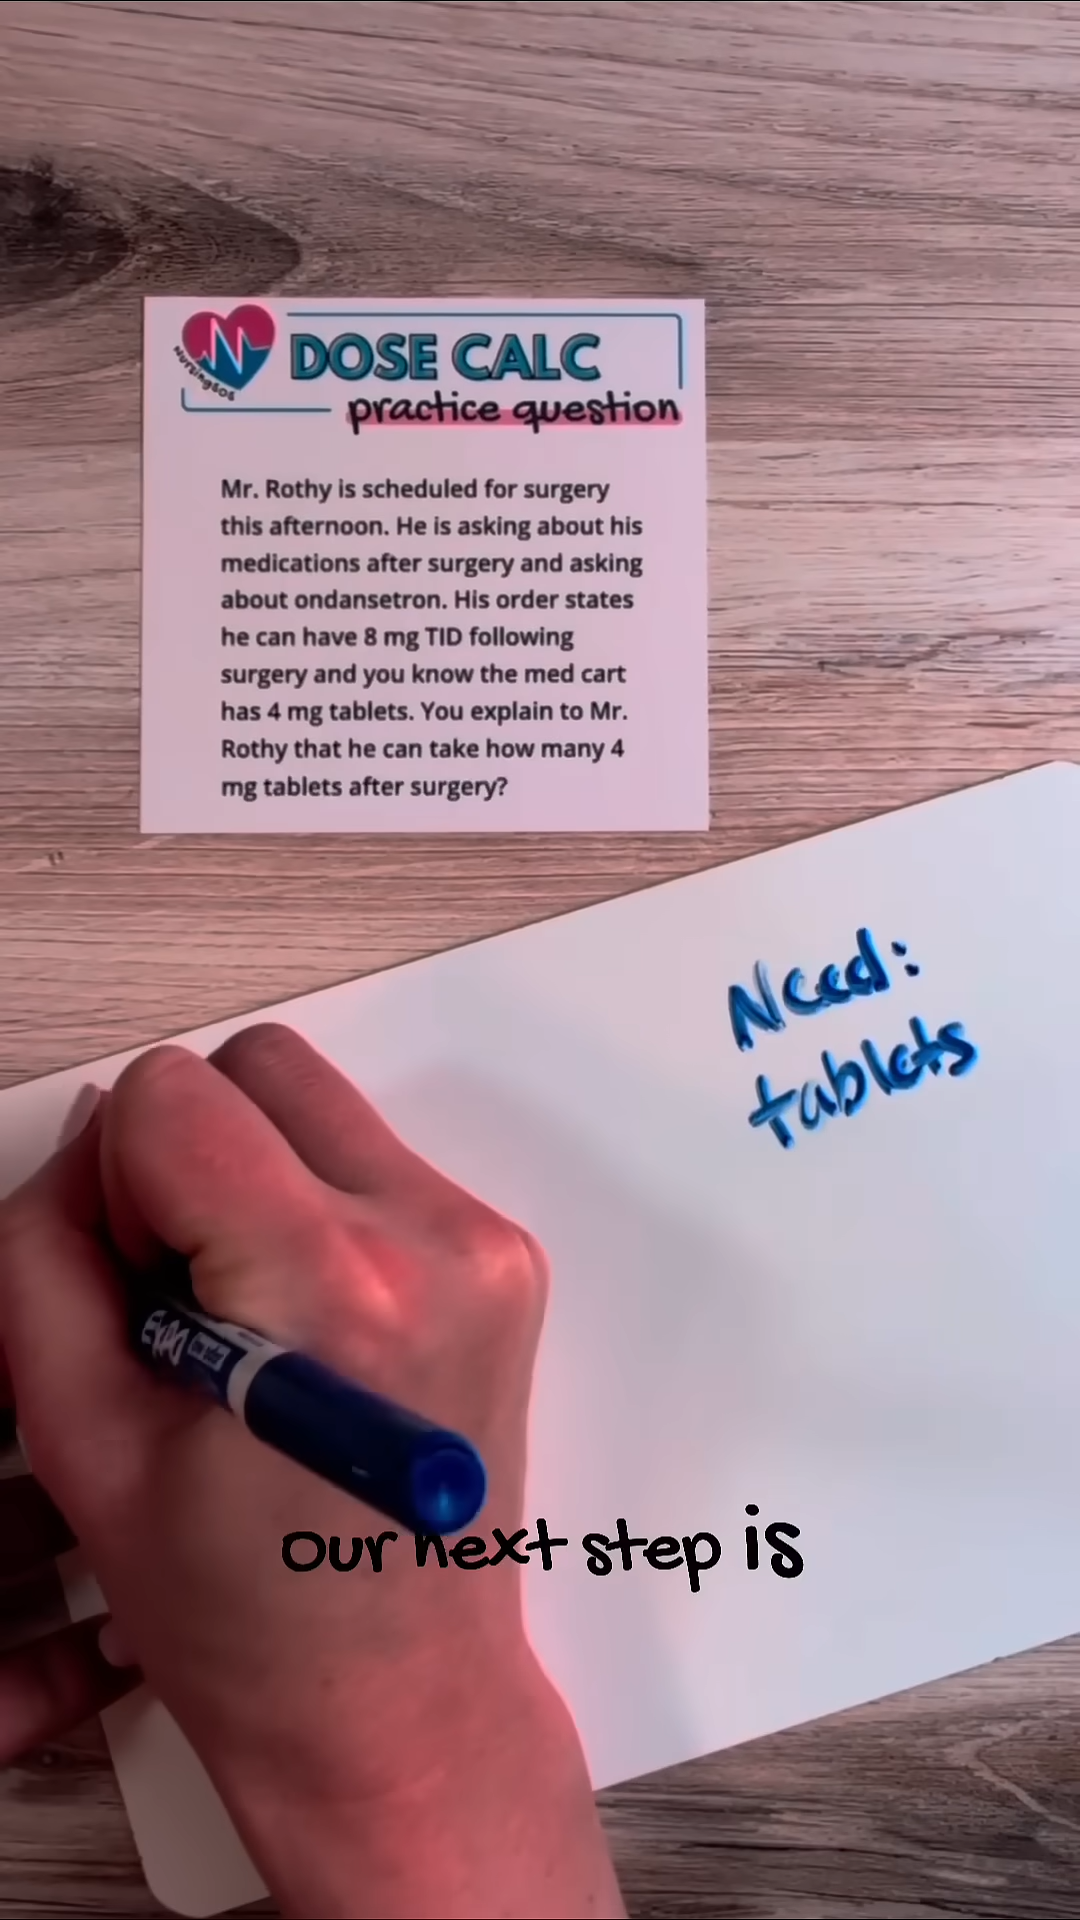 NursingSOS
DOSE CALC
practice question
Mr. Rothy is scheduled for surgery
this afternoon. He is asking about his
medications after surgery and asking
about ondansetron. His order states
he can have 8 mg TID following
surgery and you know the med cart
has 4 mg tablets. You explain to Mr.
Rothy that he can take how many 4
mg tablets after surgery?
Need:
tablets
EXPO
our next step is